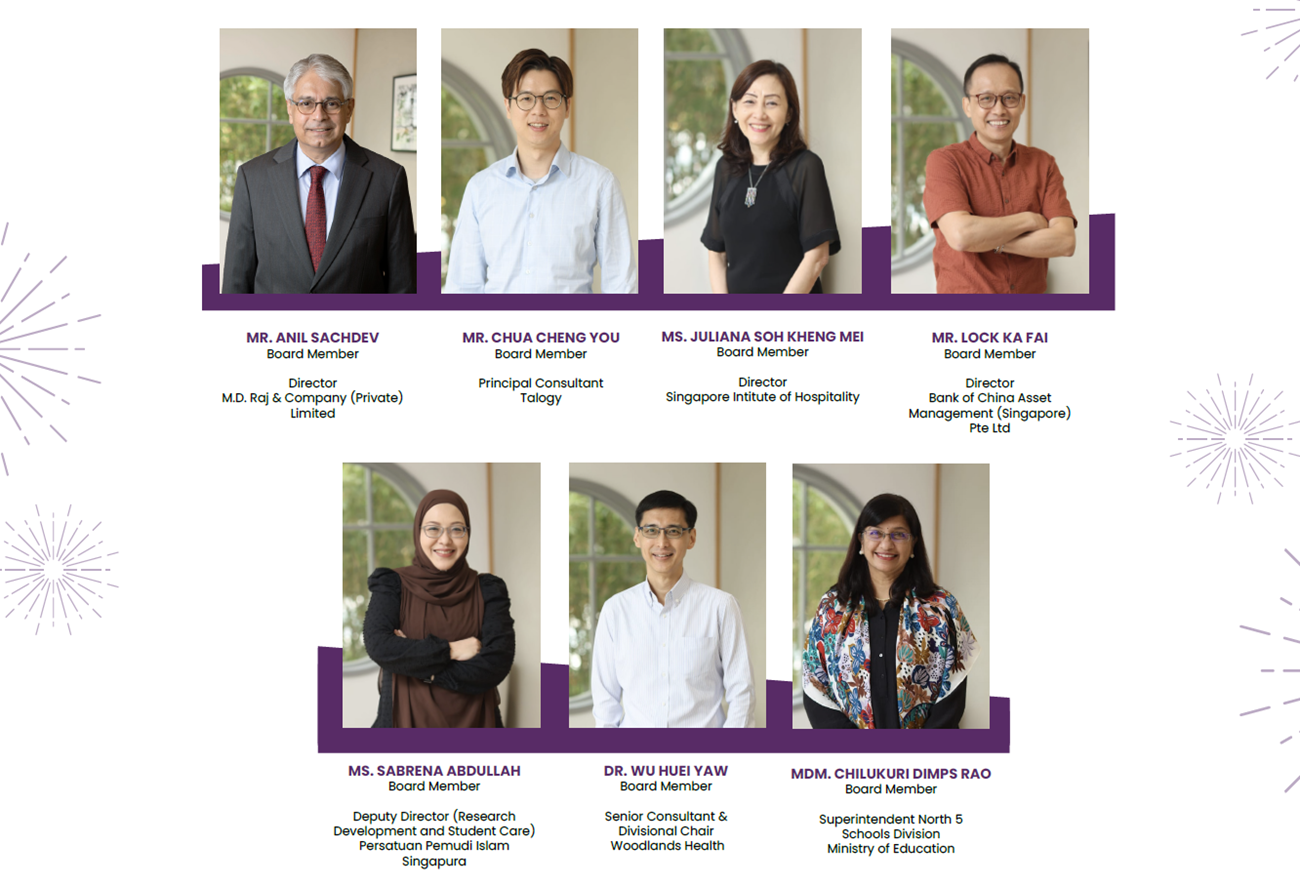 MR. ANIL SACHDEV
Board Member
Director
M.D. Raj & Company (Private)
Limited
MR. CHUA CHENG YOU
Board Member
Principal Consultant
Talogy
MS. JULIANA SOH KHENG MEI
Board Member
Director
Singapore Intitute of Hospitality
MR. LOCK KA FAI
Board Member
Director
Bank of China Asset
Management (Singapore)
Pte Ltd
MS. SABRENA ABDULLAH
Board Member
Deputy Director (Research
Development and Student Care)
Persatuan Pemudi Islam
Singapura
DR. WU HUEI YAW
Board Member
Senior Consultant &
Divisional Chair
Woodlands Health
MDM. CHILUKURI DIMPS RAO
Board Member
Superintendent North 5
Schools Division
Ministry of Education